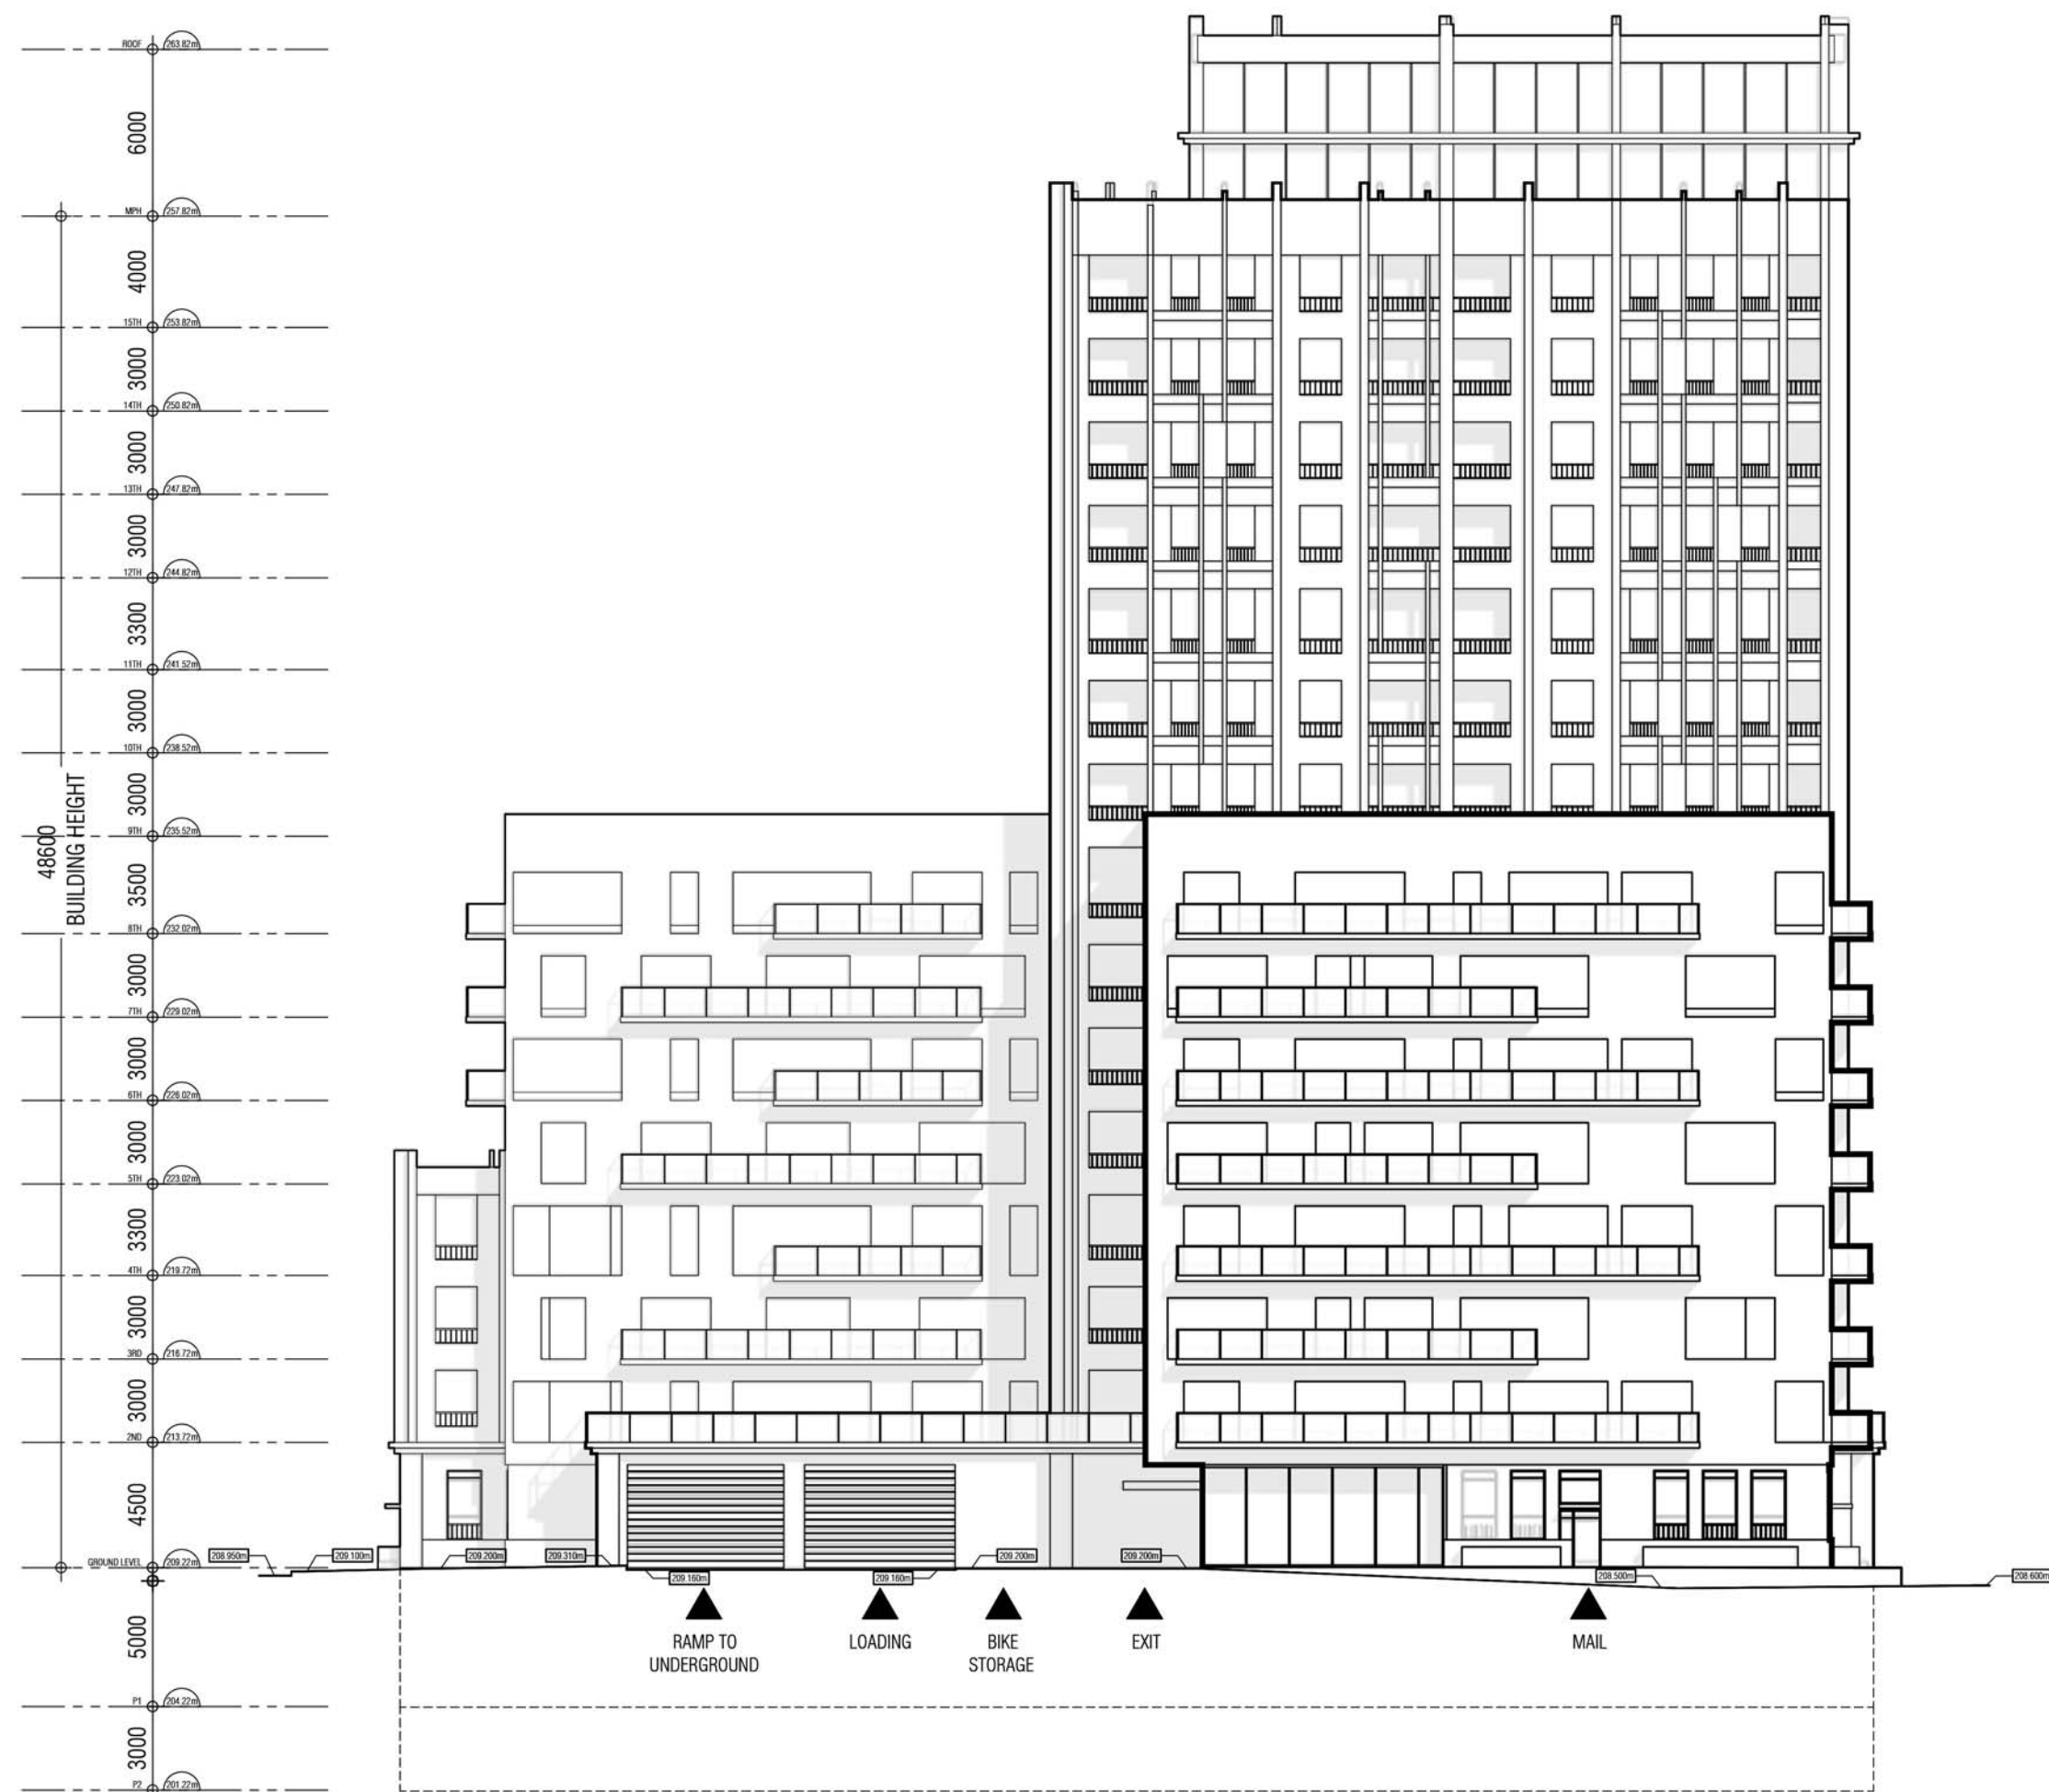 ROOF 263.82m
6000
MPH 257.82m
4000
15TH 253.82m
3000
14TH 250.82m
3000
13TH 247.82m
3000
12TH 244.82m
3300
11TH 241.52m
3000
10TH 238.52m
3000
9TH 235.52m
3500
8TH 232.02m
3000
7TH 229.02m
3000
6TH 226.02m
3000
5TH 223.02m
3300
4TH 219.72m
3000
3RD 216.72m
3000
2ND 213.72m
4500
GROUND LEVEL 209.22m
5000
P1 204.22m
3000
P2 201.22m
48600
BUILDING HEIGHT
208.950m
209.100m
209.200m
209.310m
209.160m
209.160m
209.200m
209.200m
208.500m
208.600m
RAMP TO
UNDERGROUND
LOADING
BIKE
STORAGE
EXIT
MAIL